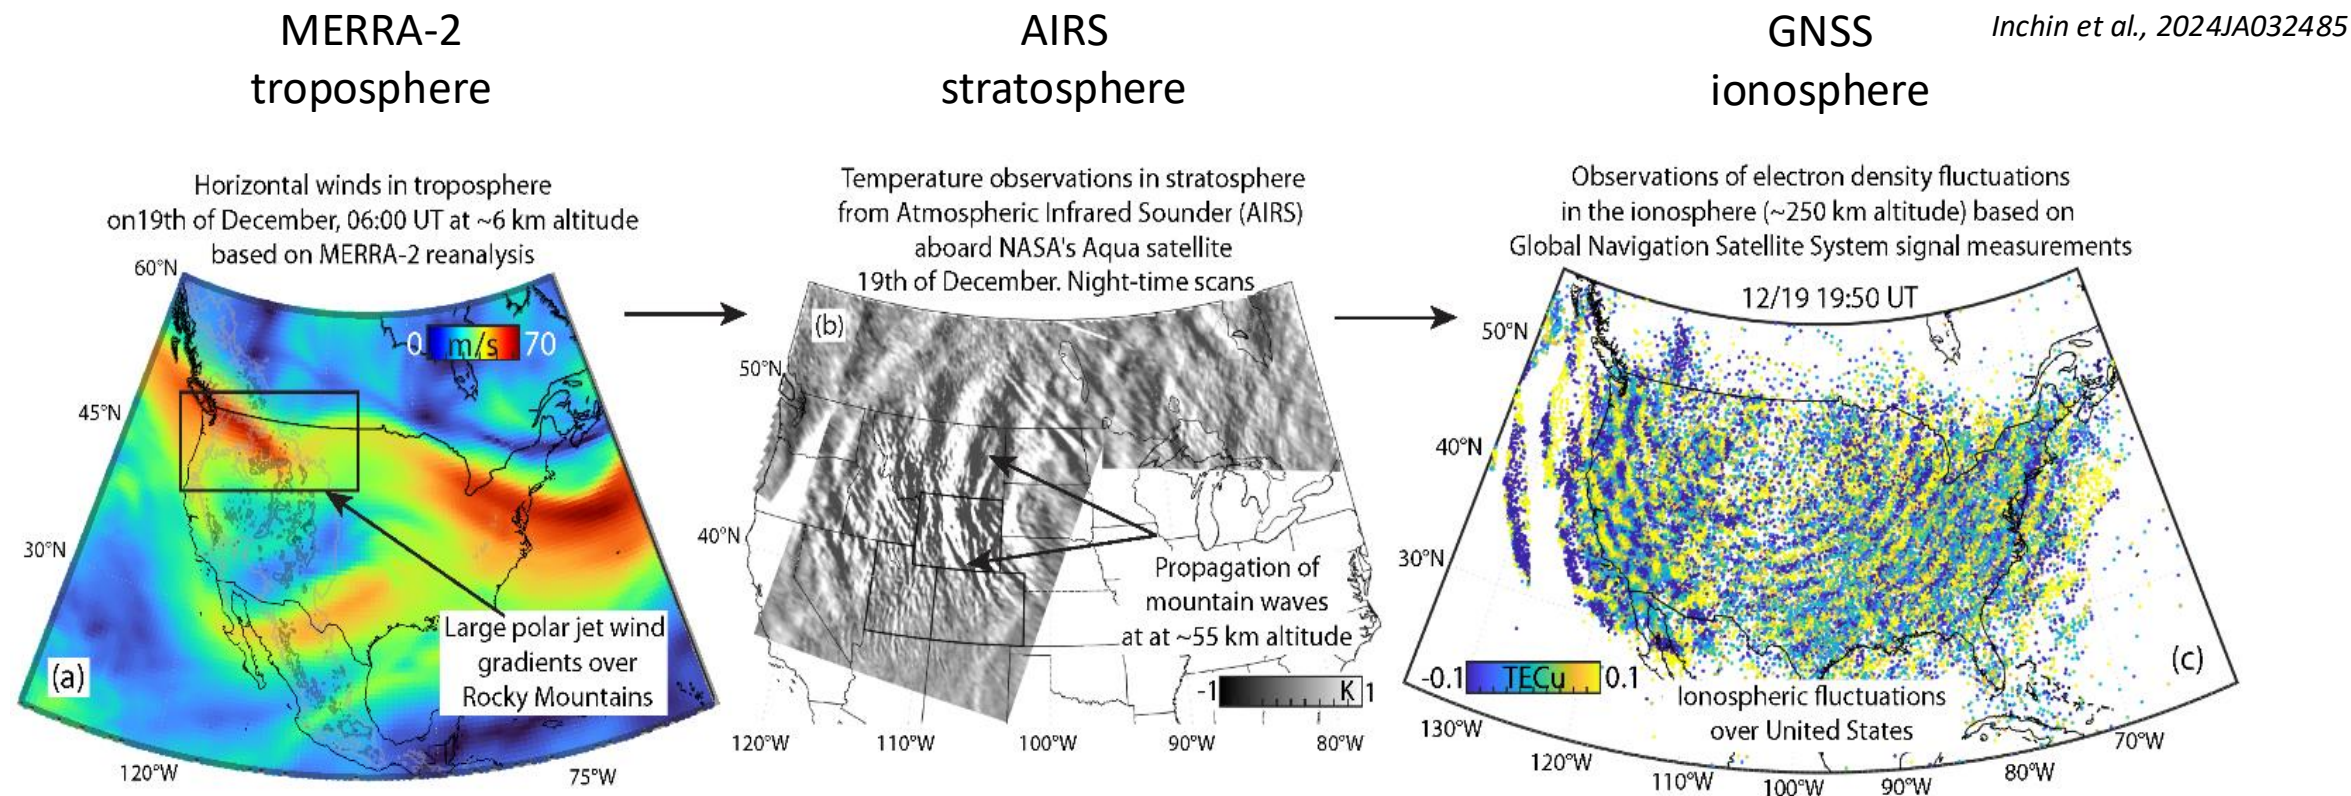 MERRA-2
troposphere
AIRS
stratosphere
GNSS
ionosphere
Inchin et al., 2024JA032485
Horizontal winds in troposphere
on19th of December, 06:00 UT at ~6 km altitude
based on MERRA-2 reanalysis
60°N
45°N
30°N
120°W
75°W
0 m/s 70
(a)
Large polar jet wind
gradients over
Rocky Mountains
Temperature observations in stratosphere
from Atmospheric Infrared Sounder (AIRS)
aboard NASA's Aqua satellite
19th of December. Night-time scans
(b)
50°N
40°N
Propagation of
mountain waves
at at ~55 km altitude
-1 K 1
120°W
110°W
100°W
90°W
80°W
Observations of electron density fluctuations
in the ionosphere (~250 km altitude) based on
Global Navigation Satellite System signal measurements
12/19 19:50 UT
50°N
40°N
30°N
(c)
-0.1 TECu 0.1
Ionospheric fluctuations
over United States
130°W
120°W
110°W
100°W
90°W
80°W
70°W